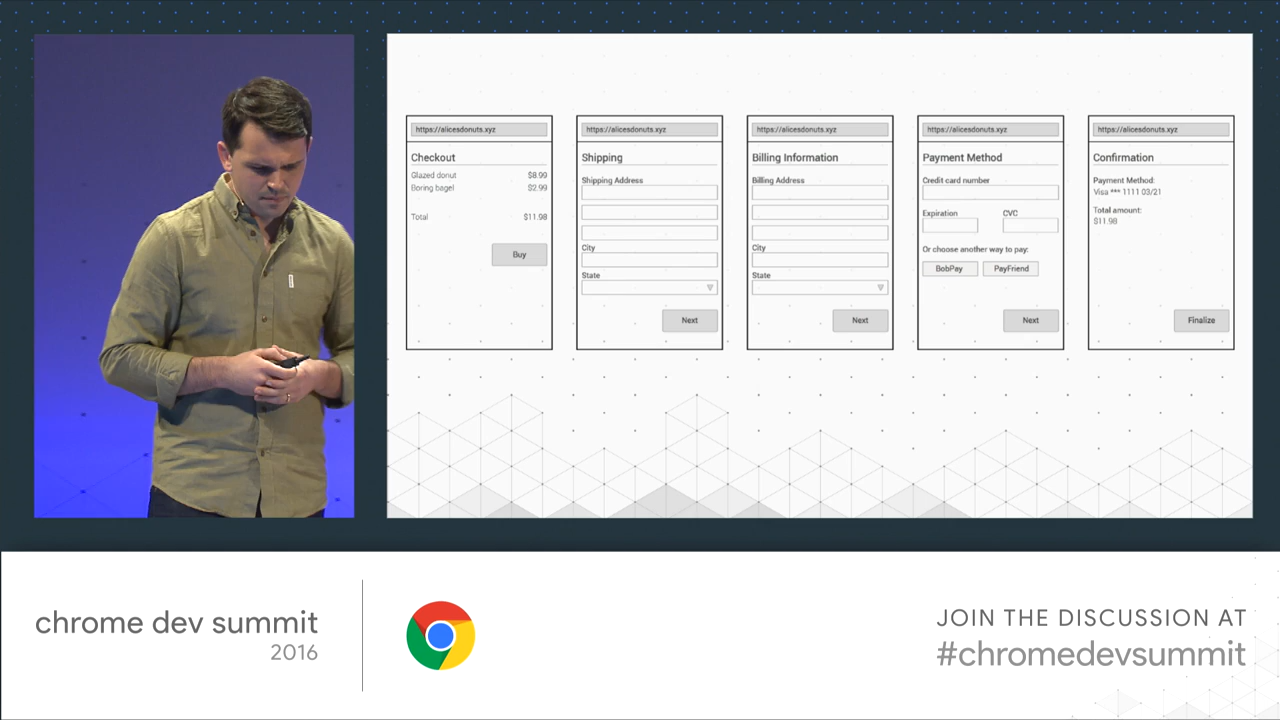 https://alicesdonuts.xyz
Checkout
Glazed donut $8.99
Boring bagel $2.99
Total $11.98
Buy
https://alicesdonuts.xyz
Shipping
Shipping Address
City
State
Next
https://alicesdonuts.xyz
Billing Information
Billing Address
City
State
Next
https://alicesdonuts.xyz
Payment Method
Credit card number
Expiration CVC
Or choose another way to pay:
BobPay PayFriend
Next
https://alicesdonuts.xyz
Confirmation
Payment Method:
Visa *** 1111 03/21
Total amount:
$11.98
Finalize
chrome dev summit
2016
JOIN THE DISCUSSION AT
#chromedevsummit